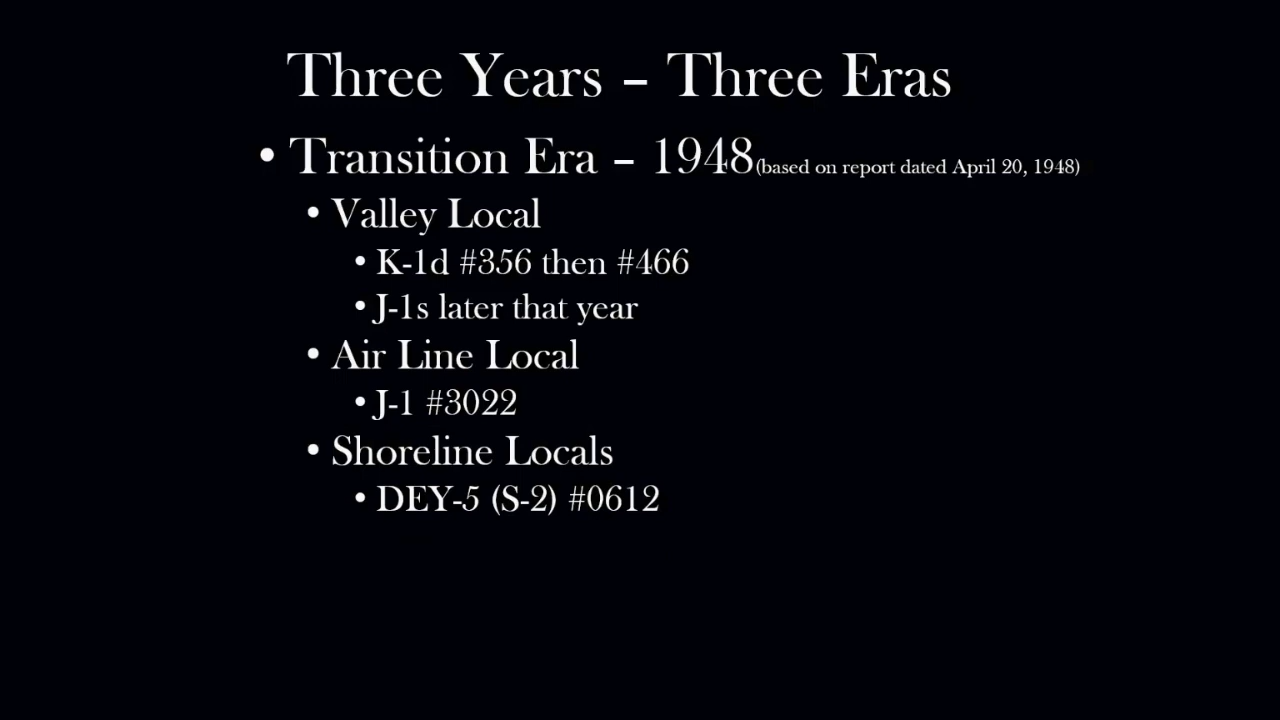 Three Years – Three Eras
• Transition Era – 1948(based on report dated April 20, 1948)
• Valley Local
• K-1d #356 then #466
• J-1s later that year
• Air Line Local
• J-1 #3022
• Shoreline Locals
• DEY-5 (S-2) #0612